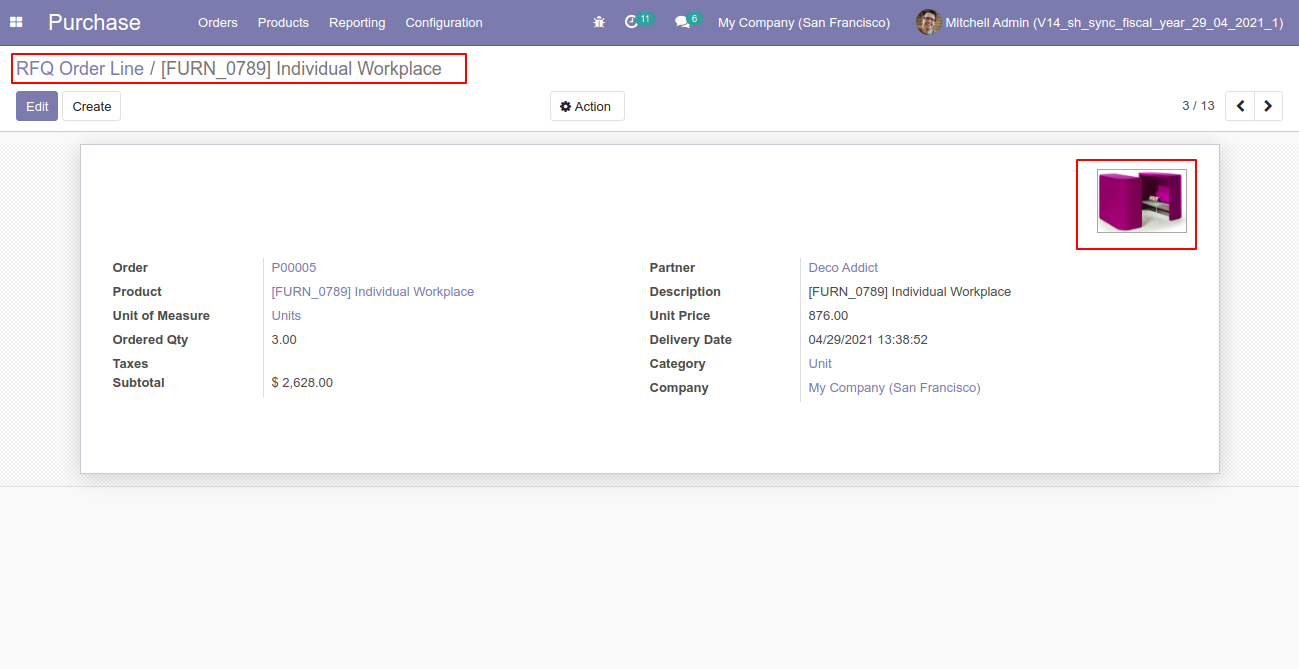 Purchase Orders Products Reporting Configuration 11 6 My Company (San Francisco) Mitchell Admin (V14_sh_sync_fiscal_year_29_04_2021_1)
RFQ Order Line / [FURN_0789] Individual Workplace
Edit Create Action 3 / 13
Order P00005
Product [FURN_0789] Individual Workplace
Unit of Measure Units
Ordered Qty 3.00
Taxes
Subtotal $ 2,628.00
Partner Deco Addict
Description [FURN_0789] Individual Workplace
Unit Price 876.00
Delivery Date 04/29/2021 13:38:52
Category Unit
Company My Company (San Francisco)